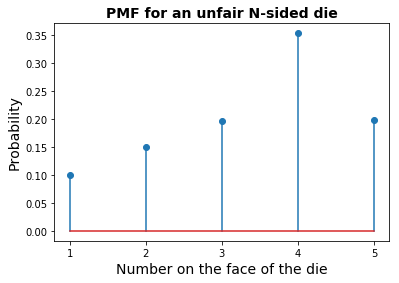 PMF for an unfair N-sided die
Probability
0.35
0.30
0.25
0.20
0.15
0.10
0.05
0.00
1 2 3 4 5
Number on the face of the die